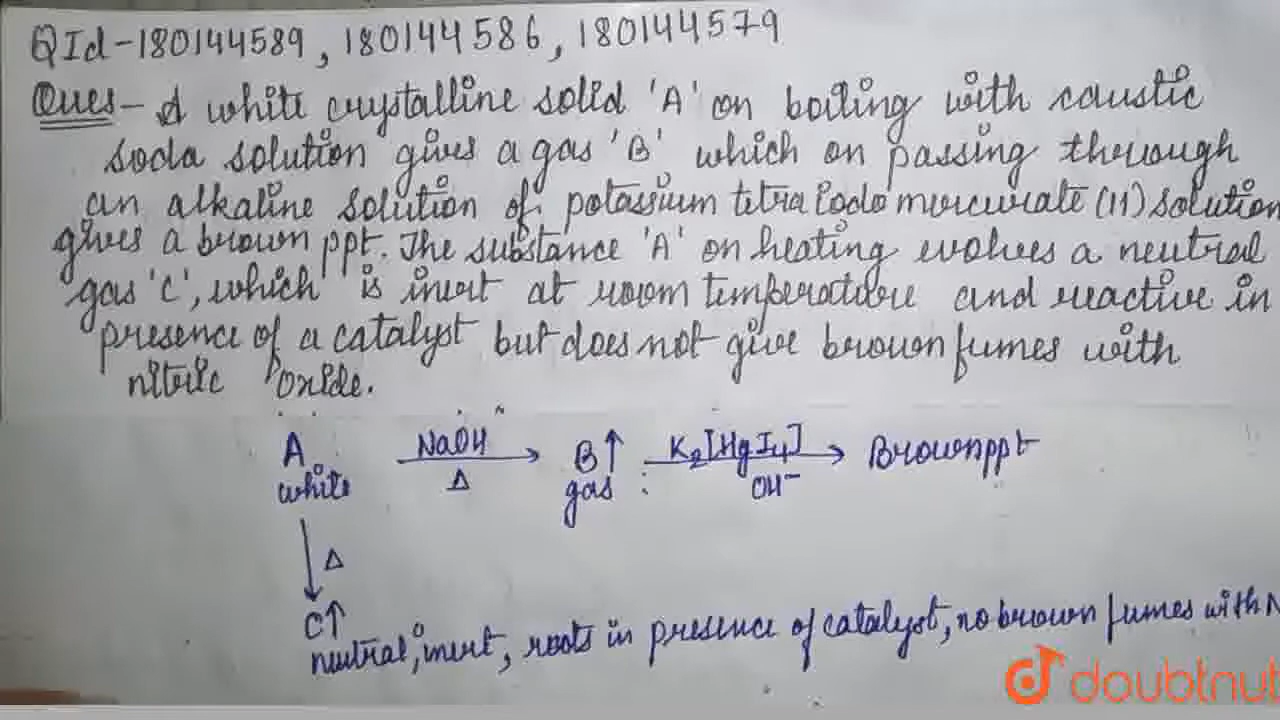 QId-180144589, 180144586, 180144579
Ques- A white crystalline solid 'A' on boiling with caustic
soda solution gives a gas 'B' which on passing through
an alkaline solution of potassium tetraiodomercurate(II) solution
gives a brown ppt. The substance 'A' on heating evolves a neutral
gas 'C', which is inert at room temperature and reactive in
presence of a catalyst but does not give brown fumes with
nitric oxide.
A NaOH B↑ K2[HgI4] Brown ppt
white Δ gas : OH-
Δ
C↑
neutral, inert, roots in presence of catalyst, no brown fumes with N
doubtnut